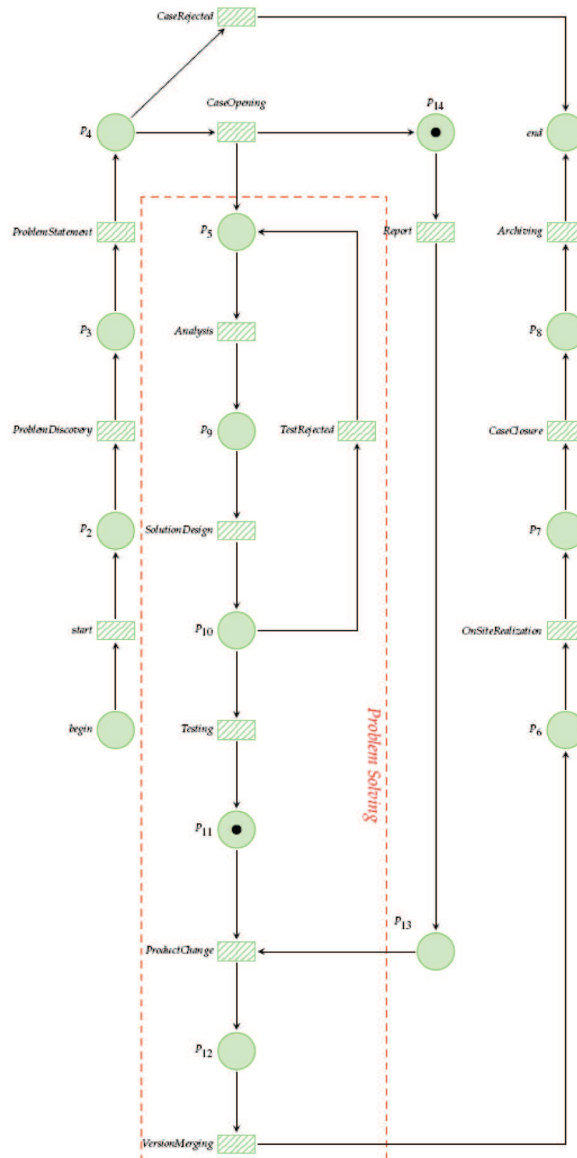 CaseRejected
CaseOpening
P14
P4
end
ProblemStatement
P5
Report
Archiving
P3
Analysis
P8
ProblemDiscovery
P9
TestRejected
CaseClosure
P2
SolutionDesign
P7
start
P10
OnSiteRealization
begin
Testing
Problem Solving
P6
P11
P13
ProductChange
P12
VersionMerging